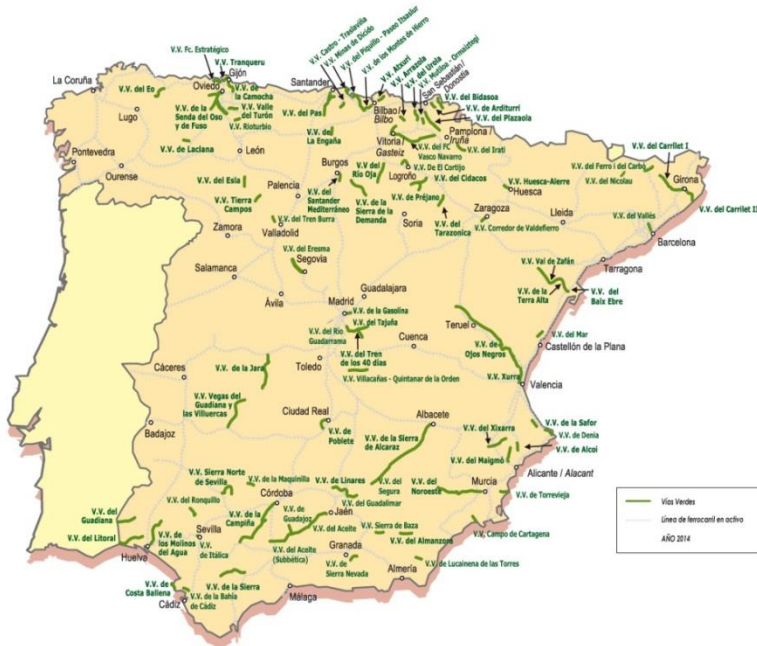 V.V. Castro - Traslaviña
V.V. Minas de Dícido
V.V. del Piquillo - Paseo Itsaslur
V.V. de los Montes de Hierro
V.V. Atxuri
V.V. Arrazola
V.V. del Urola
V.V. Mutiloa - Ormaiztegi
San Sebastián /
Donostia
V.V. Fc. Estratégico
V.V. Tranqueru
Gijón
La Coruña
V.V. del Eo
Oviedo
V.V. de
la Camocha
Santander
V.V. del Pas
Bilbao /
Bilbo
V.V. del Bidasoa
V.V. de Arditurri
V.V. del Plazaola
Lugo
V.V. de la
Senda del Oso
y de Fuso
V.V. Valle
del Turón
V.V. Rioturbio
V.V. de
La Engaña
Vitoria /
Gasteiz
Pamplona /
Iruña
V.V. del FC
Vasco Navarro
V.V. del Irati
Pontevedra
Ourense
V.V. de Laciana
León
Burgos
V.V. del
Río Oja
Logroño
V.V. De El Cortijo
V.V. del Cidacos
V.V. Huesca-Alerre
Huesca
V.V. del Ferro i del Carbó
V.V. del Carrilet I
V.V. de Nicolau
Girona
V.V. del Esla
Palencia
V.V. del
Santander
Mediterráneo
V.V. de
la Sierra de la
Demanda
V.V. de Préjano
V.V. del
Tarazonica
V.V. Tierra
Campos
V.V. del Tren Burra
Valladolid
Zamora
Soria
Zaragoza
V.V. Corredor de Valdefierro
Lleida
V.V. del Vallès
V.V. del Carrilet II
Barcelona
Tarragona
V.V. del Eresma
Segovia
Salamanca
Ávila
Guadalajara
Madrid
V.V. de la Gasolina
V.V. del Tajuña
V.V. Val de Zafán
V.V. de la
Terra Alta
V.V. del
Baix Ebre
V.V. del Río
Guadarrama
V.V. del Tren
de los 40 días
Cuenca
Teruel
V.V. de
Ojos Negros
V.V. del Mar
Castellón de la Plana
Cáceres
V.V. de la Jara
Toledo
V.V. Villacañas - Quintanar de la Orden
V.V. Xurra
Valencia
V.V. Vegas del
Guadiana y
las Villuercas
Badajoz
Ciudad Real
V.V. de
Poblete
Albacete
V.V. de la Sierra
de Alcaraz
V.V. del Xixarra
V.V. de la Safor
V.V. de Denia
V.V. de Alcoi
V.V. del Maigmó
Alicante / Alacant
V.V. Sierra Norte
de Sevilla
V.V. de la Maquinilla
V.V. de Linares
V.V. del
Segura
V.V. del
Noroeste
Murcia
V.V. de Torrevieja
Córdoba
V.V. del Guadalimar
V.V. del Ronquillo
V.V. de la
Campiña
V.V. de
Guadajoz
Jaén
V.V. del Aceite
V.V. Sierra de Baza
V.V. Campo de Cartagena
V.V. del
Guadiana
V.V. del Litoral
V.V. de
los Molinos
del Agua
Sevilla
V.V. de
Itálica
V.V. del Aceite
(Subbética)
Granada
V.V. del Almanzora
Huelva
V.V. de
Sierra Nevada
V.V. de Lucainena de las Torres
Almería
V.V. de la Sierra
Málaga
V.V. de
Costa Ballena
V.V. de la Bahía
de Cádiz
Cádiz
Vías Verdes
Línea de ferrocarril en activo
AÑO 2014